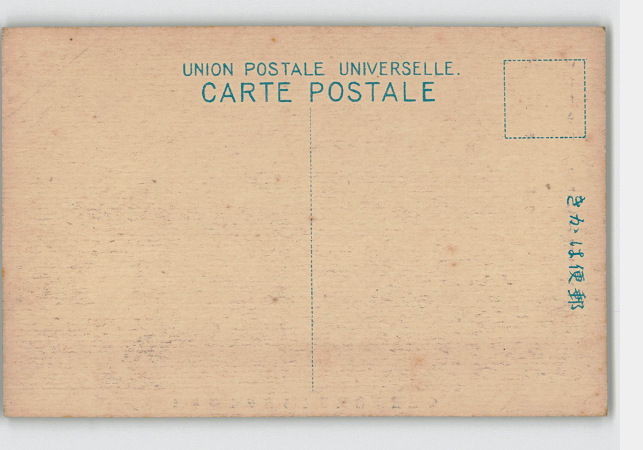 UNION POSTALE UNIVERSELLE.
CARTE POSTALE
きかは便郵